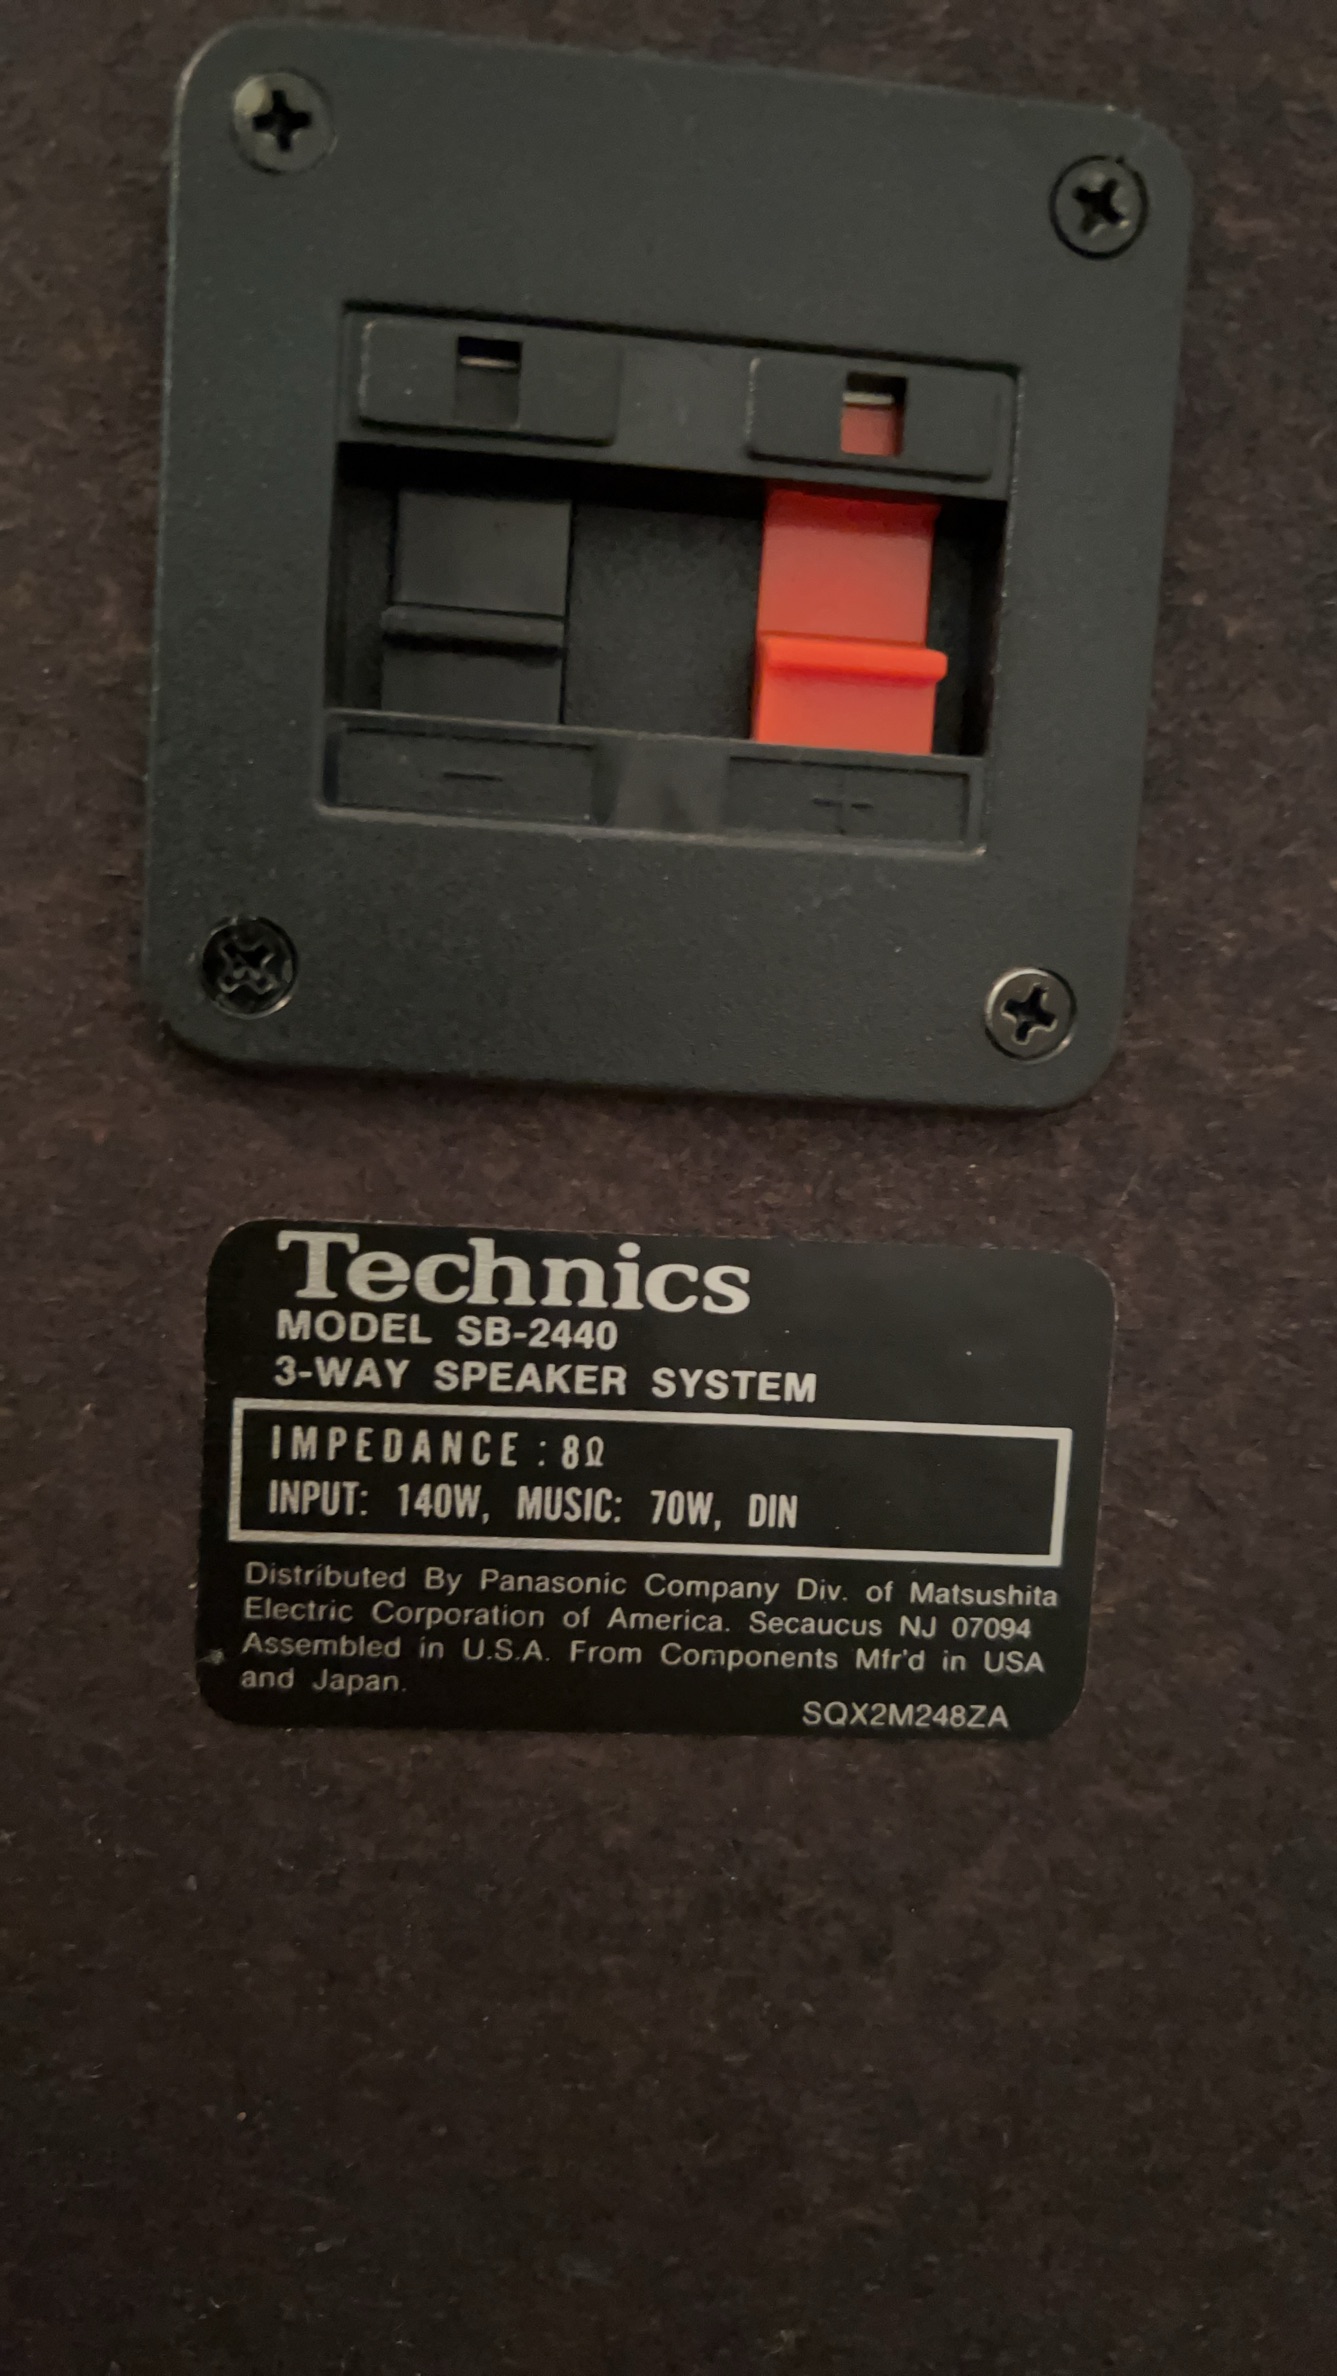 −
+
Technics
MODEL SB-2440
3-WAY SPEAKER SYSTEM
IMPEDANCE : 8Ω
INPUT: 140W, MUSIC: 70W, DIN
Distributed By Panasonic Company Div. of Matsushita
Electric Corporation of America. Secaucus NJ 07094
Assembled in U.S.A. From Components Mfr'd in USA
and Japan.
SQX2M248ZA